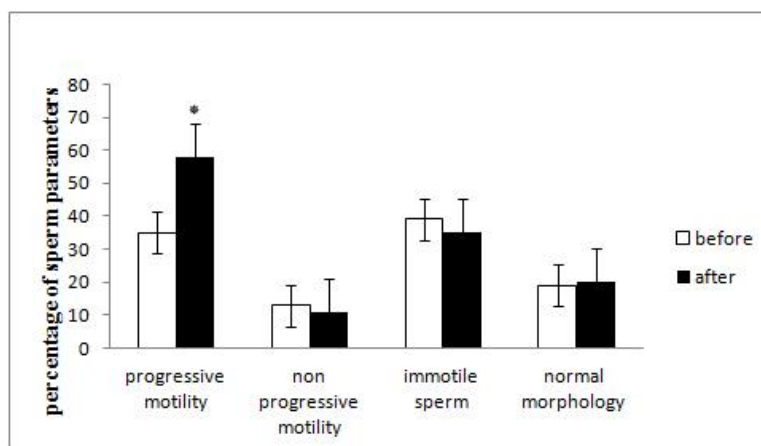 percentage of sperm parameters
80
70
60
50
40
30
20
10
0
*
progressive
motility
non
progressive
motility
immotile
sperm
normal
morphology
before
after